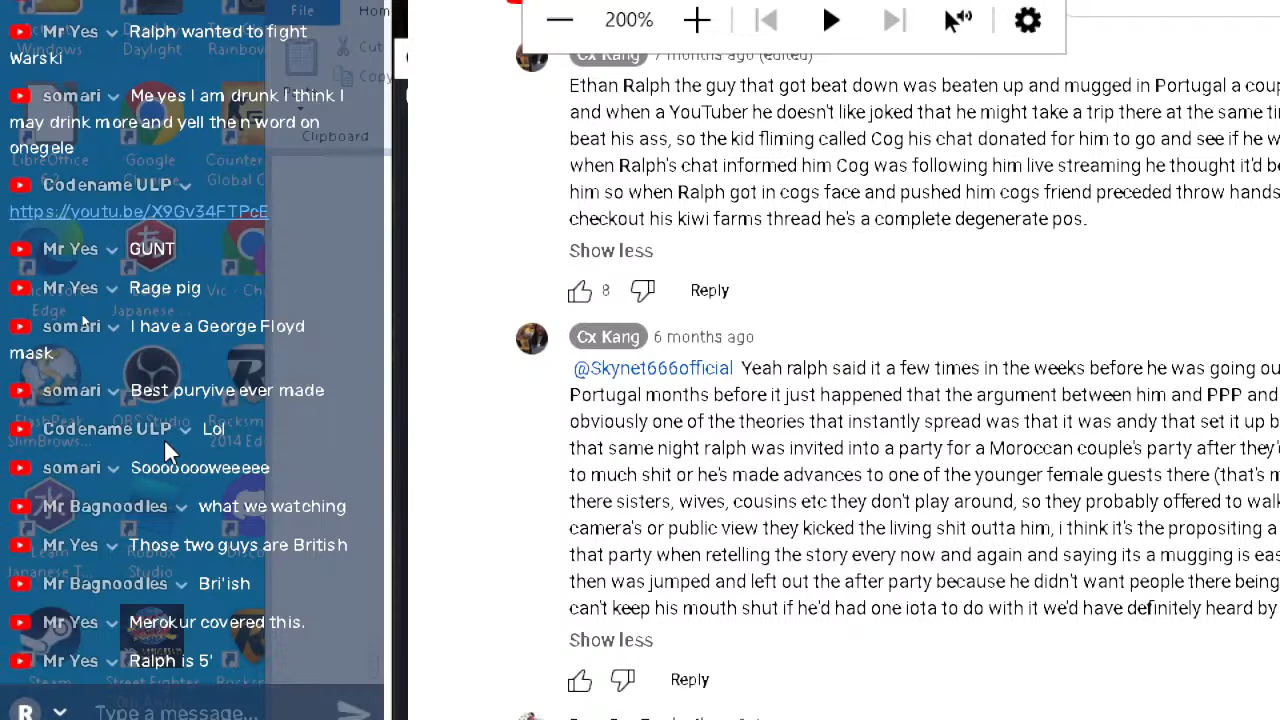 Mr Yes Ralph wanted to fight
Warski
somari Me yes I am drunk I think I
may drink more and yell the n word on
onegele
Codename ULP
https://youtu.be/X9Gv34FTPcE
Mr Yes GUNT
Mr Yes Rage pig
somari I have a George Floyd
mask
somari Best puryive ever made
Codename ULP Lol
somari Soooooooweeeee
Mr Bagnoodles what we watching
Mr Yes Those two guys are British
Mr Bagnoodles Bri'ish
Mr Yes Merokur covered this.
Mr Yes Ralph is 5'
R Type a message...
File Home
Cut
Copy
Clipboard
Windows Daylight Rainbow
LibreOffice Google Counter
6.2 Chrome Global
Edge Japanese Vic - Ch
FlashPeak OBS Studio Rocksm
SlimBrows... 2014 Ed
Learn Roblox
Japanese T... Studio
Steam Street Fighter Rocksm
200%
Cx Kang 7 months ago (edited)
Ethan Ralph the guy that got beat down was beaten up and mugged in Portugal a coup
and when a YouTuber he doesn't like joked that he might take a trip there at the same ti
beat his ass, so the kid fliming called Cog his chat donated for him to go and see if he w
when Ralph's chat informed him Cog was following him live streaming he thought it'd be
him so when Ralph got in cogs face and pushed him cogs friend preceded throw hands
checkout his kiwi farms thread he's a complete degenerate pos.
Show less
8 Reply
Cx Kang 6 months ago
@Skynet666official Yeah ralph said it a few times in the weeks before he was going ou
Portugal months before it just happened that the argument between him and PPP and
obviously one of the theories that instantly spread was that it was andy that set it up b
that same night ralph was invited into a party for a Moroccan couple's party after they'd
to much shit or he's made advances to one of the younger female guests there (that's m
there sisters, wives, cousins etc they don't play around, so they probably offered to walk
camera's or public view they kicked the living shit outta him, i think it's the propositing a
that party when retelling the story every now and again and saying its a mugging is eas
then was jumped and left out the after party because he didn't want people there being
can't keep his mouth shut if he'd had one iota to do with it we'd have definitely heard by
Show less
Reply